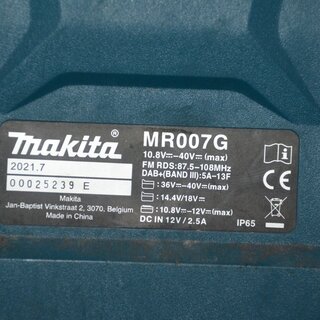 makita®
MR007G
2021.7
10.8V⎓-40V⎓(max)
FM RDS:87.5-108MHz
DAB+(BAND III):5A-13F
00025239 E
:36V⎓-40V⎓(max)
:14.4V/18V⎓
:10.8V⎓-12V⎓(max)
DC IN 12V / 2.5A
IP65
Makita
Jan-Baptist Vinkstraat 2, 3070, Belgium
Made in China